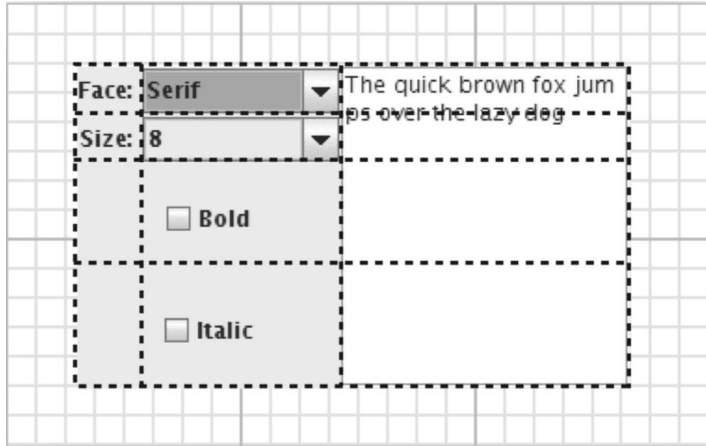 Face: Serif
The quick brown fox jum
ps over the lazy dog
Size: 8
Bold
Italic